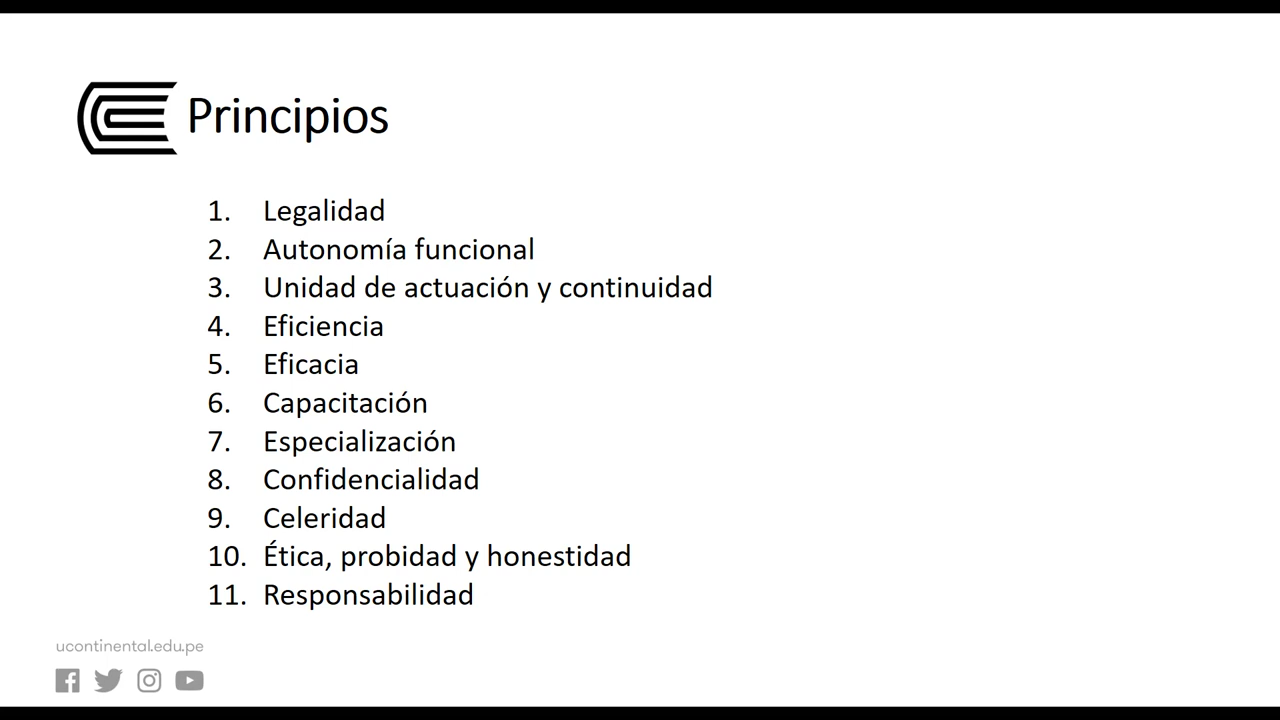 Principios
1. Legalidad
2. Autonomía funcional
3. Unidad de actuación y continuidad
4. Eficiencia
5. Eficacia
6. Capacitación
7. Especialización
8. Confidencialidad
9. Celeridad
10. Ética, probidad y honestidad
11. Responsabilidad
ucontinental.edu.pe